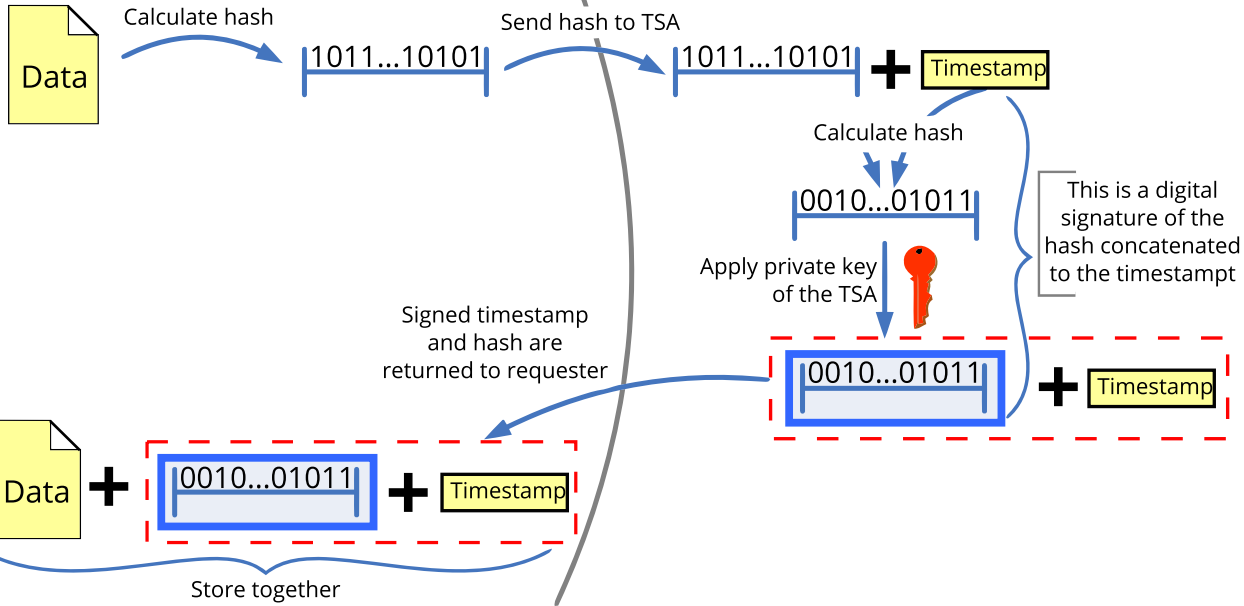 Calculate hash
Send hash to TSA
Data
1011...10101
1011...10101
Timestamp
Calculate hash
0010...01011
This is a digital
signature of the
hash concatenated
to the timestampt
Apply private key
of the TSA
Signed timestamp
and hash are
returned to requester
0010...01011
Timestamp
Data
0010...01011
Timestamp
Store together